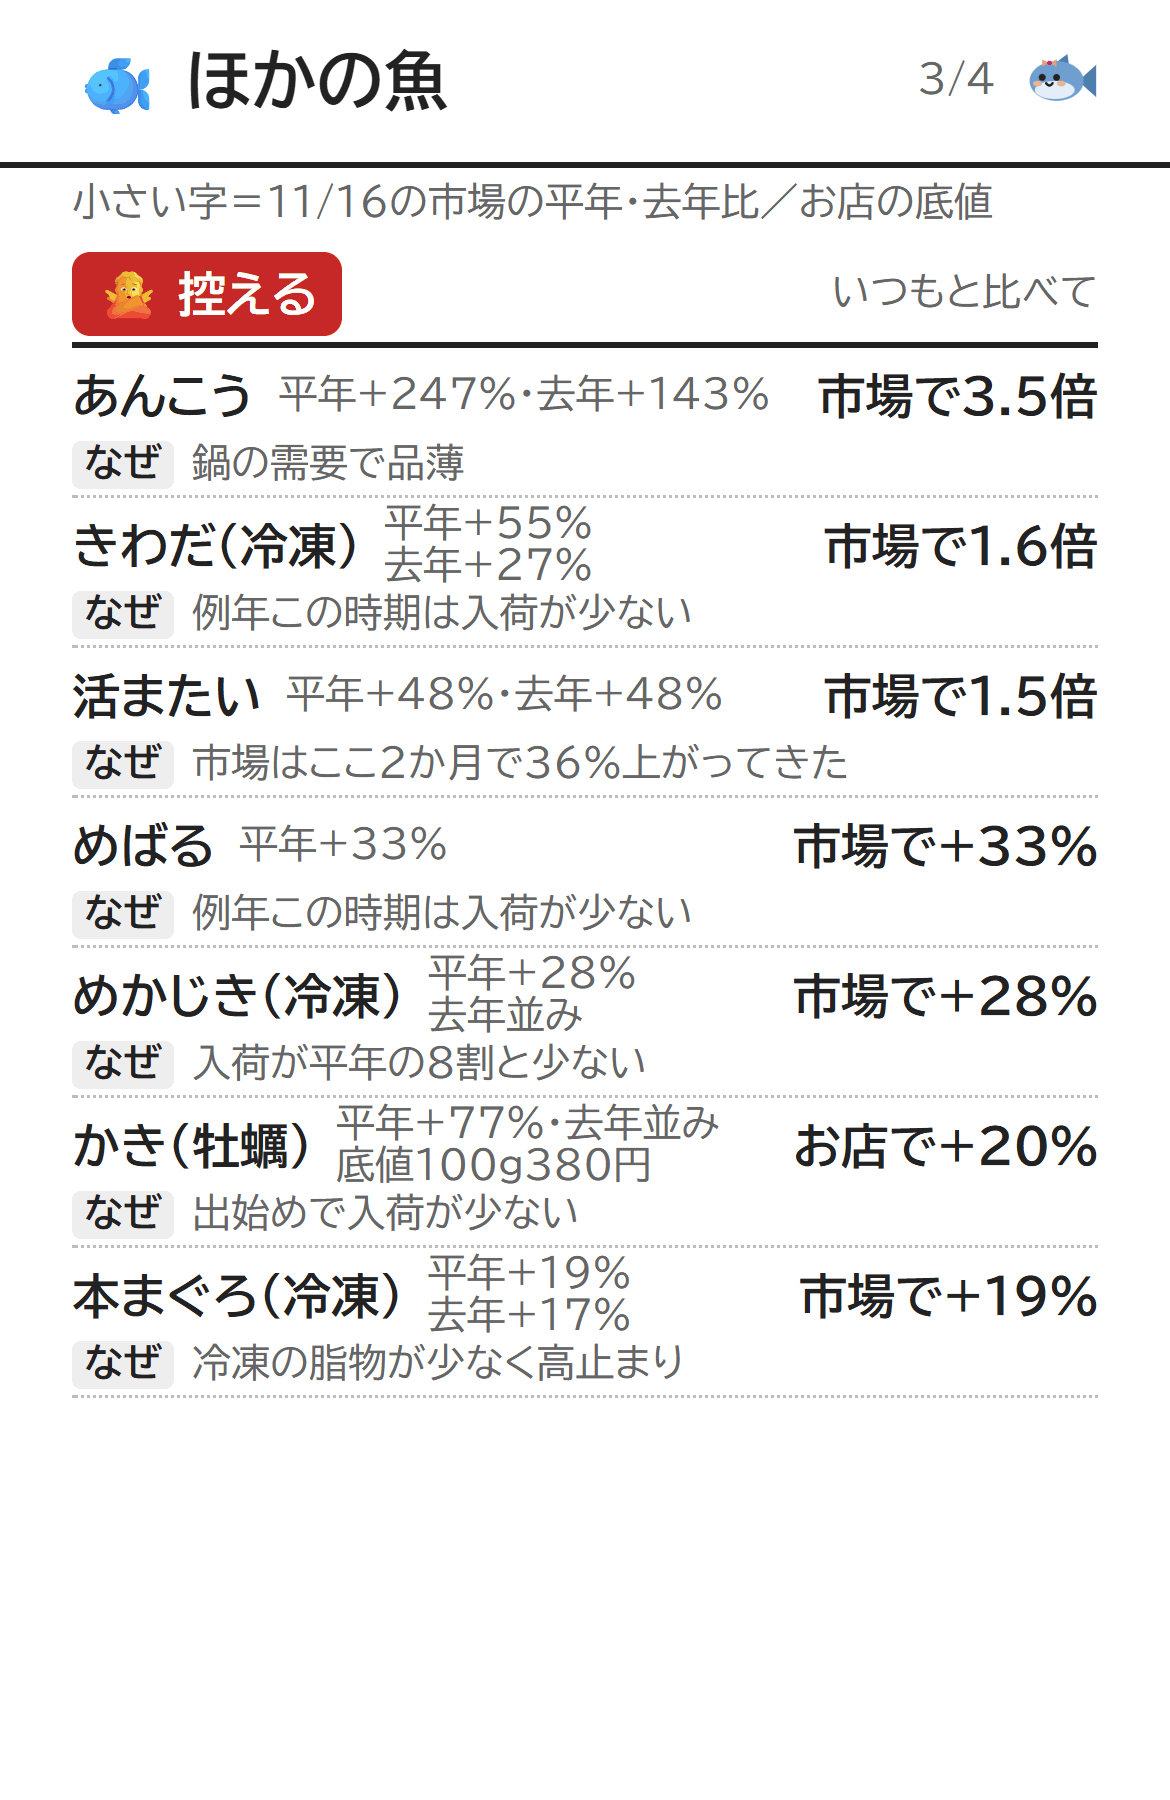 ほかの魚
3/4
小さい字＝11/16の市場の平年・去年比／お店の底値
控える
いつもと比べて
あんこう 平年+247%・去年+143% 市場で3.5倍
なぜ 鍋の需要で品薄
きわだ（冷凍） 平年+55% 去年+27% 市場で1.6倍
なぜ 例年この時期は入荷が少ない
活まだい 平年+48%・去年+48% 市場で1.5倍
なぜ 市場はここ2か月で36%上がってきた
めばる 平年+33% 市場で+33%
なぜ 例年この時期は入荷が少ない
めかじき（冷凍） 平年+28% 去年並み 市場で+28%
なぜ 入荷が平年の8割と少ない
かき（牡蠣） 平年+77%・去年並み 底値100g380円 お店で+20%
なぜ 出始めで入荷が少ない
本まぐろ（冷凍） 平年+19% 去年+17% 市場で+19%
なぜ 冷凍の脂物が少なく高止まり